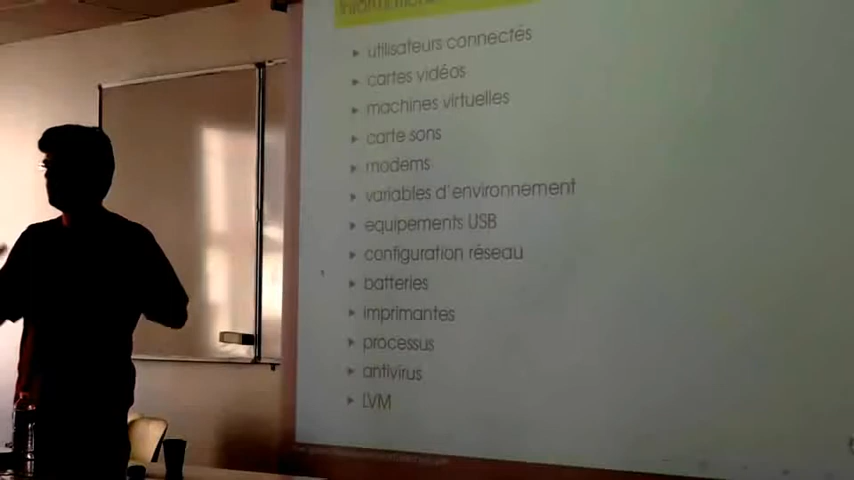 Informations
utilisateurs connectés
cartes vidéos
machines virtuelles
carte sons
modems
variables d'environnement
equipements USB
configuration réseau
batteries
imprimantes
processus
antivirus
LVM